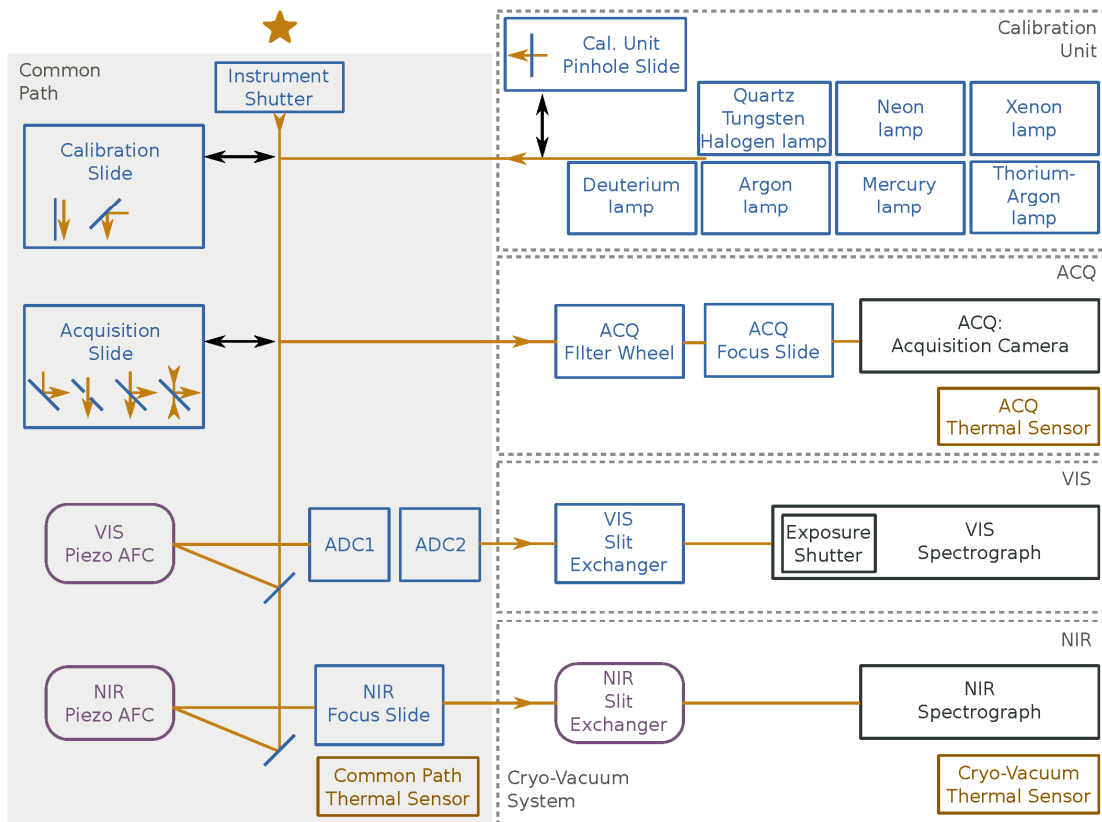 Common
Path
Instrument
Shutter
Calibration
Slide
Acquisition
Slide
VIS
Piezo AFC
ADC1
ADC2
NIR
Piezo AFC
NIR
Focus Slide
Common Path
Thermal Sensor
Calibration
Unit
Cal. Unit
Pinhole Slide
Quartz
Tungsten
Halogen lamp
Neon
lamp
Xenon
lamp
Deuterium
lamp
Argon
lamp
Mercury
lamp
Thorium-
Argon
lamp
ACQ
ACQ
FIlter Wheel
ACQ
Focus Slide
ACQ:
Acquisition Camera
ACQ
Thermal Sensor
VIS
VIS
Slit
Exchanger
Exposure
Shutter
VIS
Spectrograph
NIR
NIR
Slit
Exchanger
NIR
Spectrograph
Cryo-Vacuum
System
Cryo-Vacuum
Thermal Sensor